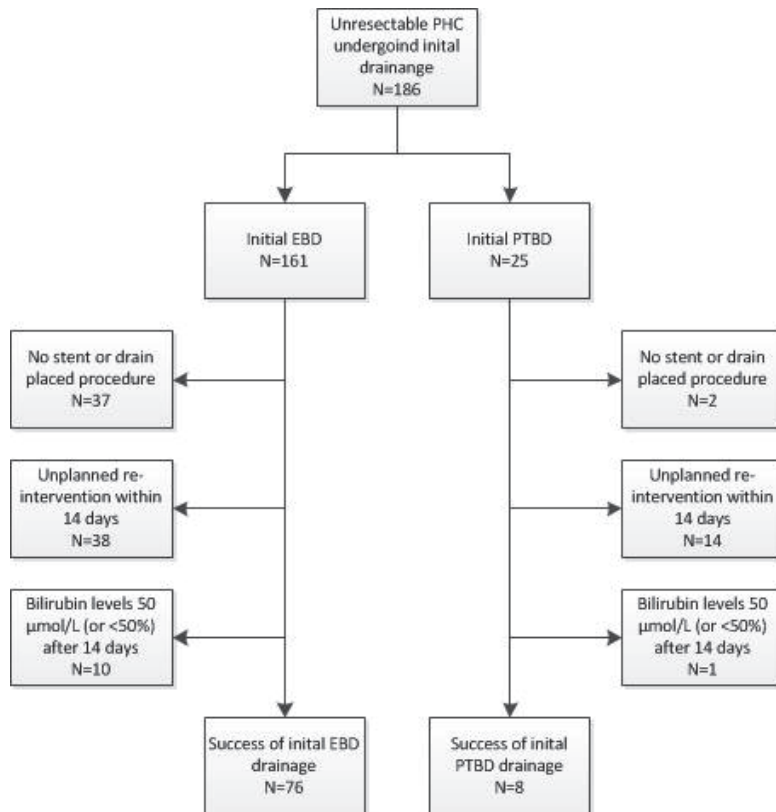 Unresectable PHC
undergoind inital
drainange
N=186
Initial EBD
N=161
Initial PTBD
N=25
No stent or drain
placed procedure
N=37
No stent or drain
placed procedure
N=2
Unplanned re-
intervention within
14 days
N=38
Unplanned re-
intervention within
14 days
N=14
Bilirubin levels 50
µmol/L (or <50%)
after 14 days
N=10
Bilirubin levels 50
µmol/L (or <50%)
after 14 days
N=1
Success of inital EBD
drainage
N=76
Success of inital
PTBD drainage
N=8